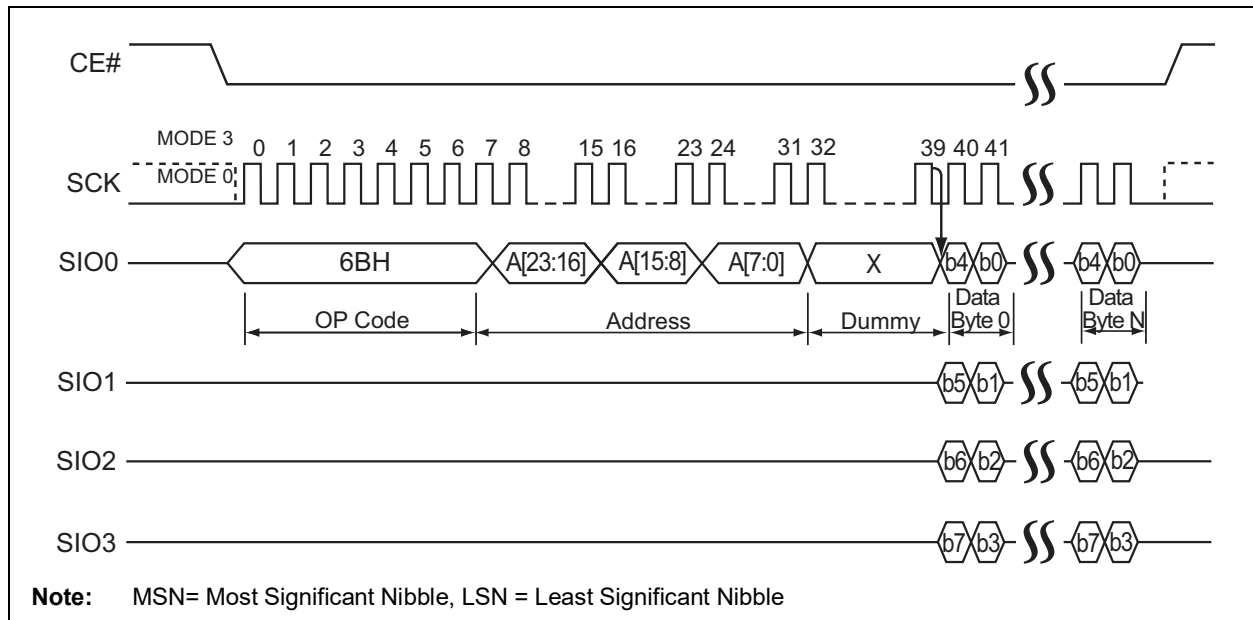 CE#
MODE 3
0 1 2 3 4 5 6 7 8 15 16 23 24 31 32 39 40 41
SCK
MODE 0
SIO0
6BH A[23:16] A[15:8] A[7:0] X b4 b0 b4 b0
OP Code Address Dummy
Data
Byte 0
Data
Byte N
SIO1 b5 b1 b5 b1
SIO2 b6 b2 b6 b2
SIO3 b7 b3 b7 b3
Note: MSN= Most Significant Nibble, LSN = Least Significant Nibble